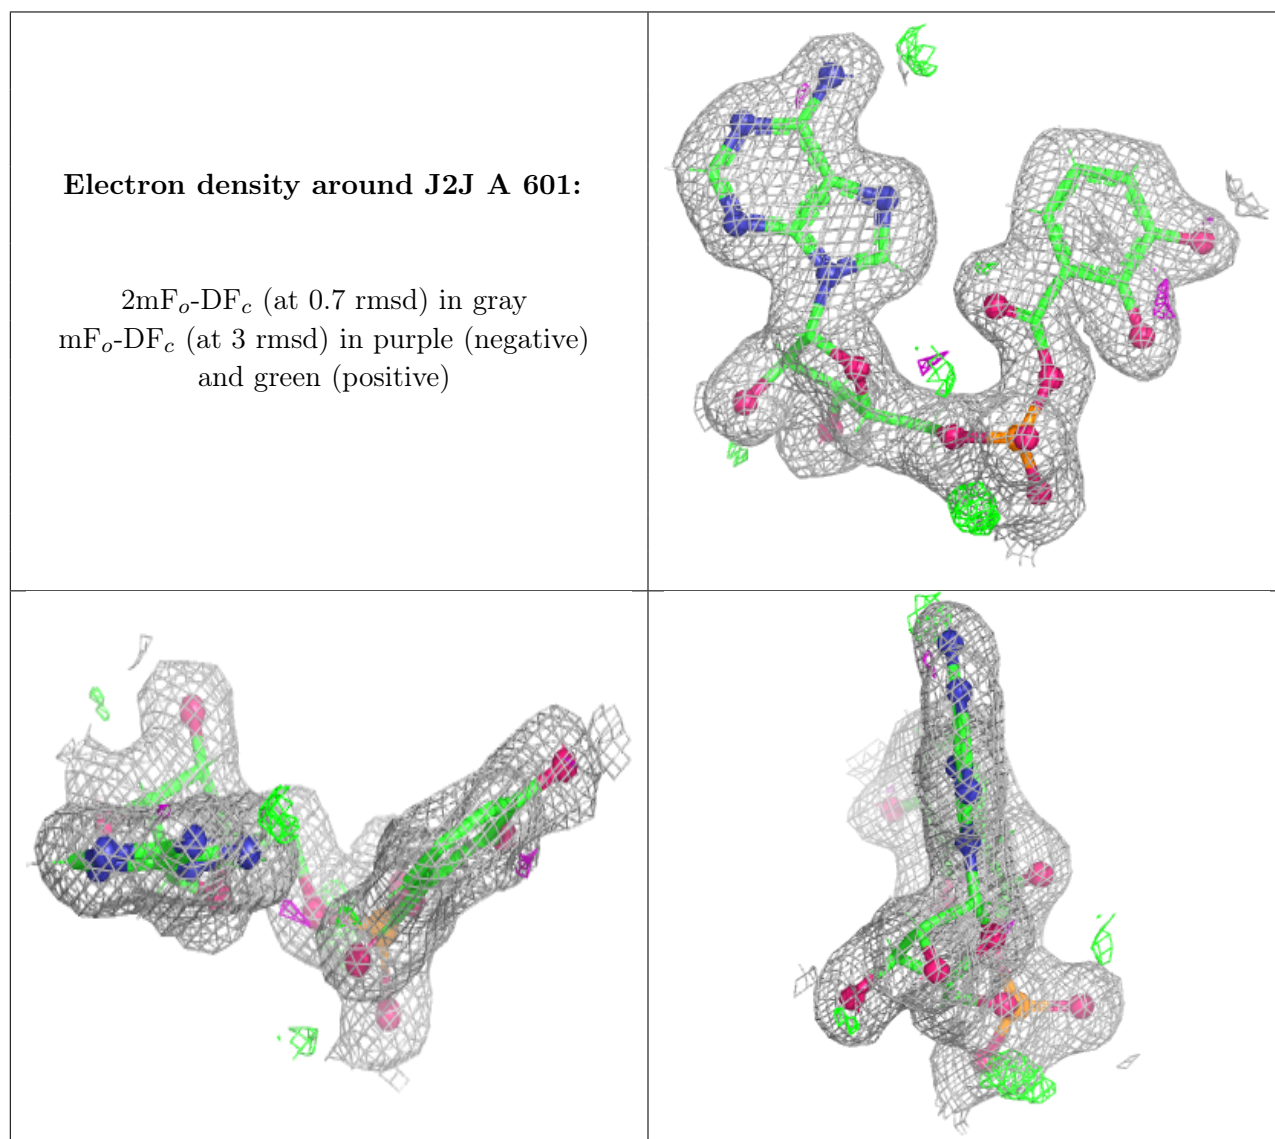 Electron density around J2J A 601:
2mFo-DFc (at 0.7 rmsd) in gray
mFo-DFc (at 3 rmsd) in purple (negative)
and green (positive)